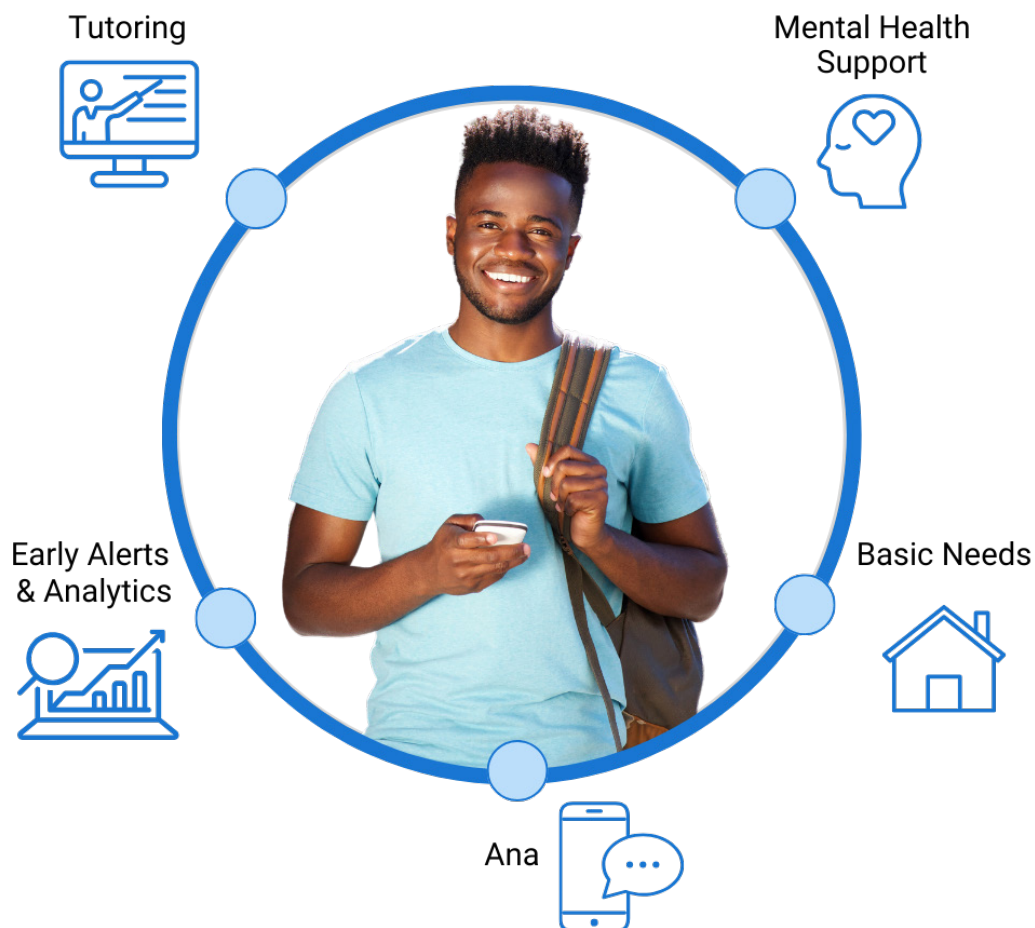 Tutoring
Mental Health
Support
Early Alerts
& Analytics
Basic Needs
Ana